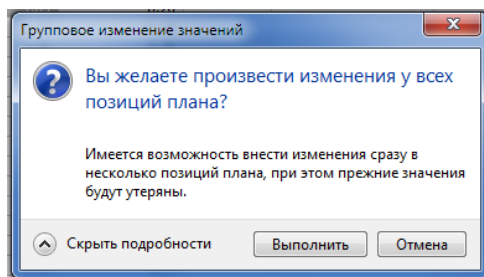 Групповое изменение значений
Вы желаете произвести изменения у всех
позиций плана?
Имеется возможность внести изменения сразу в
несколько позиций плана, при этом прежние значения
будут утеряны.
Скрыть подробности
Выполнить
Отмена